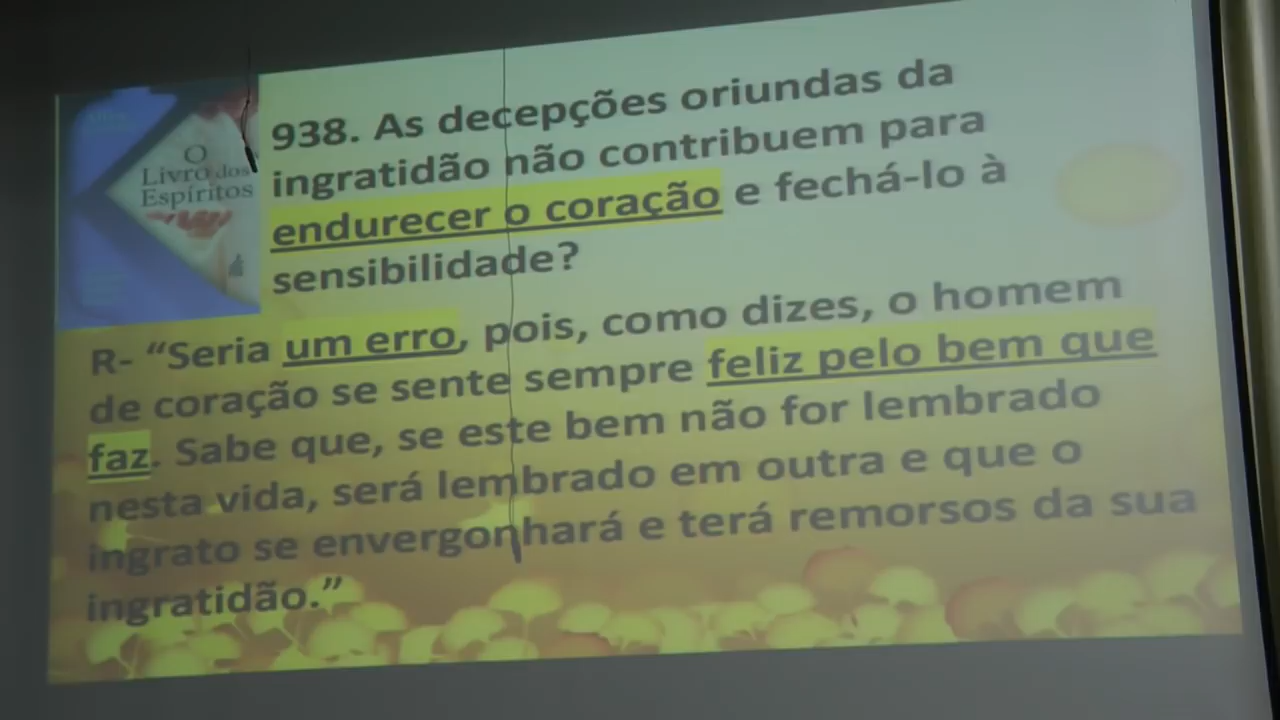 O
Livro dos
Espíritos
938. As decepções oriundas da
ingratidão não contribuem para
endurecer o coração e fechá-lo à
sensibilidade?
R- “Seria um erro, pois, como dizes, o homem
de coração se sente sempre feliz pelo bem que
faz. Sabe que, se este bem não for lembrado
nesta vida, será lembrado em outra e que o
ingrato se envergonhará e terá remorsos da sua
ingratidão.”